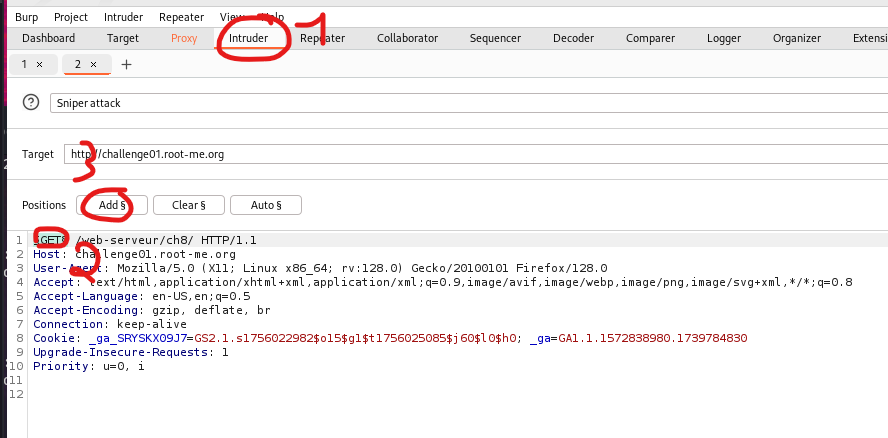 Burp Project Intruder Repeater View Help
Dashboard Target Proxy Intruder Repeater Collaborator Sequencer Decoder Comparer Logger Organizer Extensi
1
1 × 2 × +
? Sniper attack
Target http://challenge01.root-me.org
3
Positions Add § Clear § Auto §
1 §GET§ /web-serveur/ch8/ HTTP/1.1
2
2 Host: challenge01.root-me.org
3 User-Agent: Mozilla/5.0 (X11; Linux x86_64; rv:128.0) Gecko/20100101 Firefox/128.0
4 Accept: text/html,application/xhtml+xml,application/xml;q=0.9,image/avif,image/webp,image/png,image/svg+xml,*/*;q=0.8
5 Accept-Language: en-US,en;q=0.5
6 Accept-Encoding: gzip, deflate, br
7 Connection: keep-alive
8 Cookie: _ga_SRYSKX09J7=GS2.1.s1756022982$o15$g1$t1756025085$j60$l0$h0; _ga=GA1.1.1572838980.1739784830
9 Upgrade-Insecure-Requests: 1
10 Priority: u=0, i
11
12